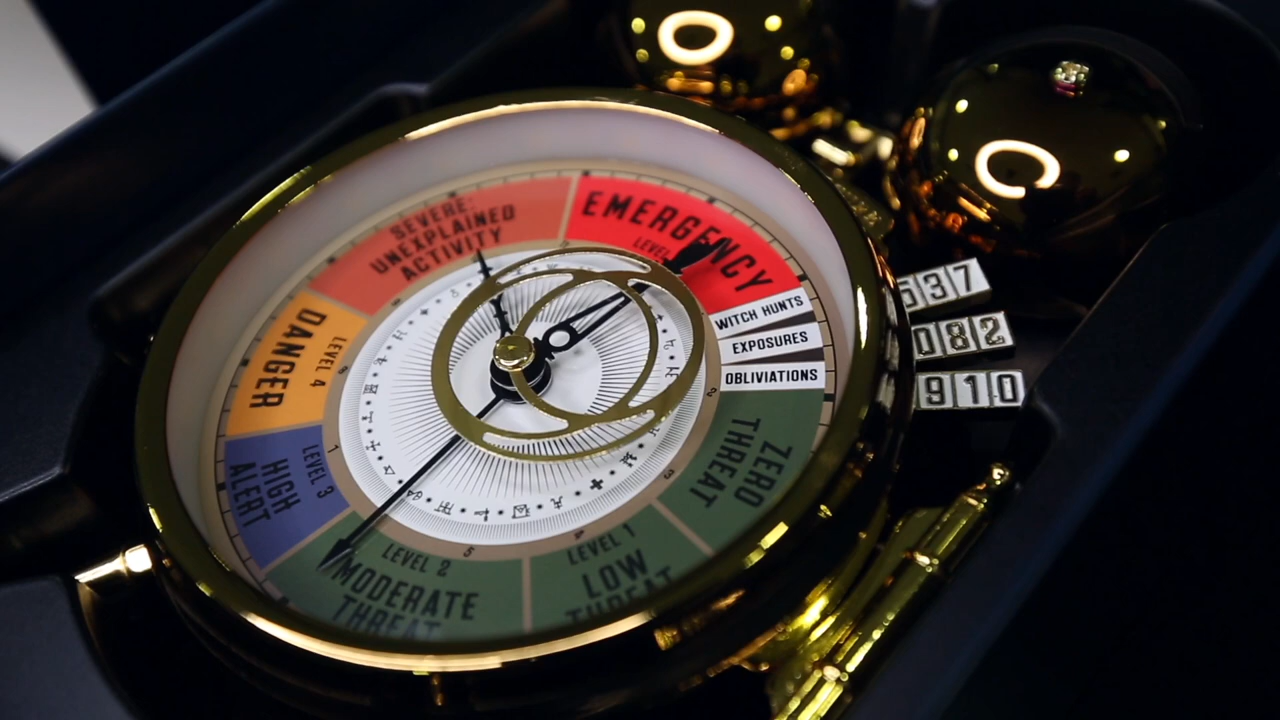 SEVERE:
UNEXPLAINED
ACTIVITY
EMERGENCY
LEVEL
WITCH HUNTS
EXPOSURES
OBLIVIATIONS
ZERO
THREAT
LEVEL 1
LOW
THREAT
LEVEL 2
MODERATE
THREAT
LEVEL 3
HIGH
ALERT
LEVEL 4
DANGER
537
082
910